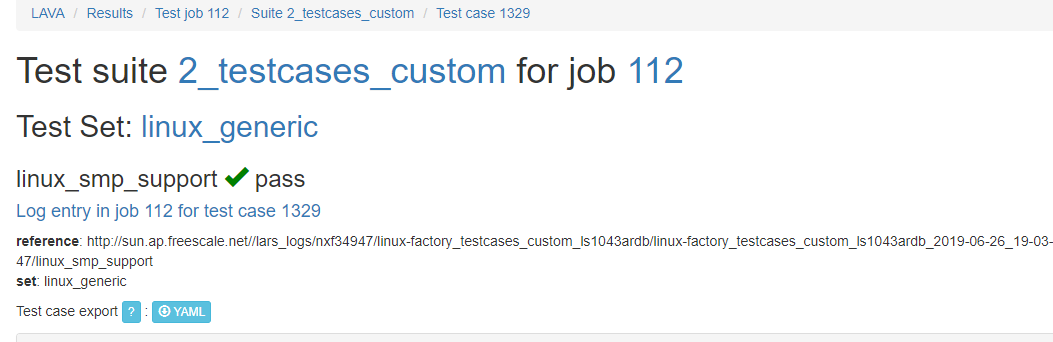 LAVA / Results / Test job 112 / Suite 2_testcases_custom / Test case 1329
Test suite 2_testcases_custom for job 112
Test Set: linux_generic
linux_smp_support ✔ pass
Log entry in job 112 for test case 1329
reference: http://sun.ap.freescale.net//lars_logs/nxf34947/linux-factory_testcases_custom_ls1043ardb/linux-factory_testcases_custom_ls1043ardb_2019-06-26_19-03-
47/linux_smp_support
set: linux_generic
Test case export ? : YAML